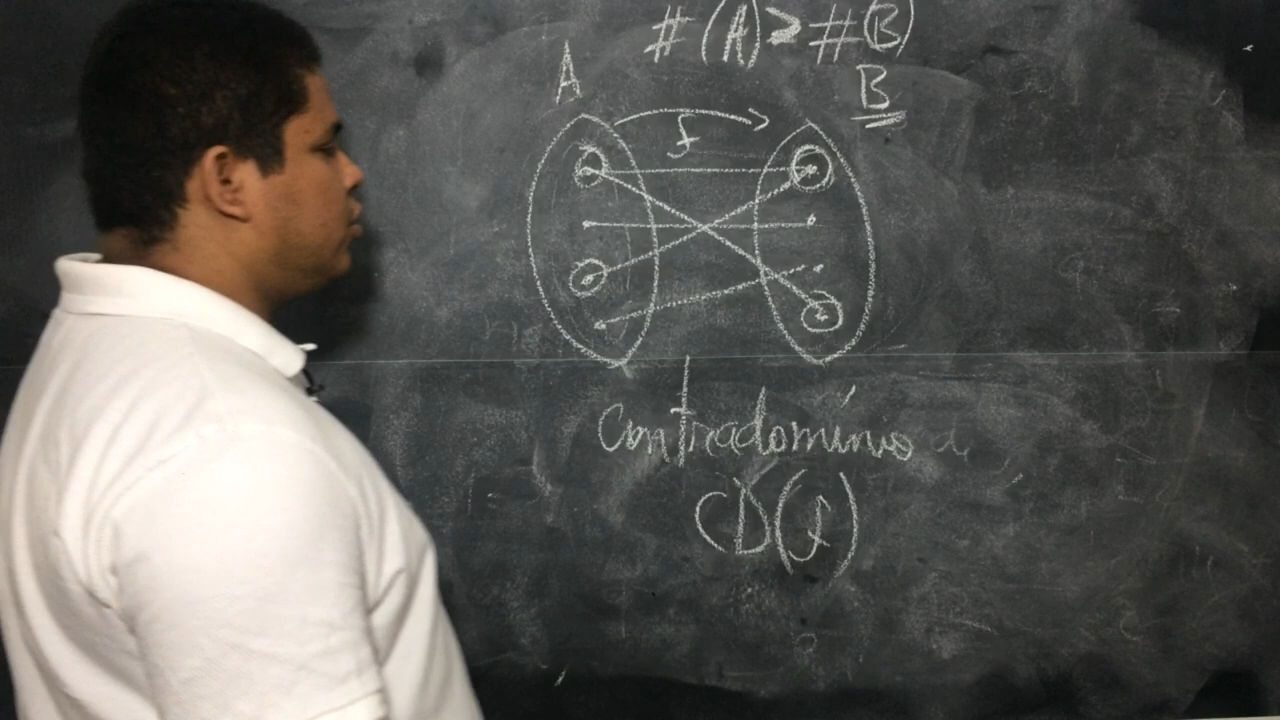 #(A) ≥ #(B)
A
B
f
Contradomínio d
CD(f)